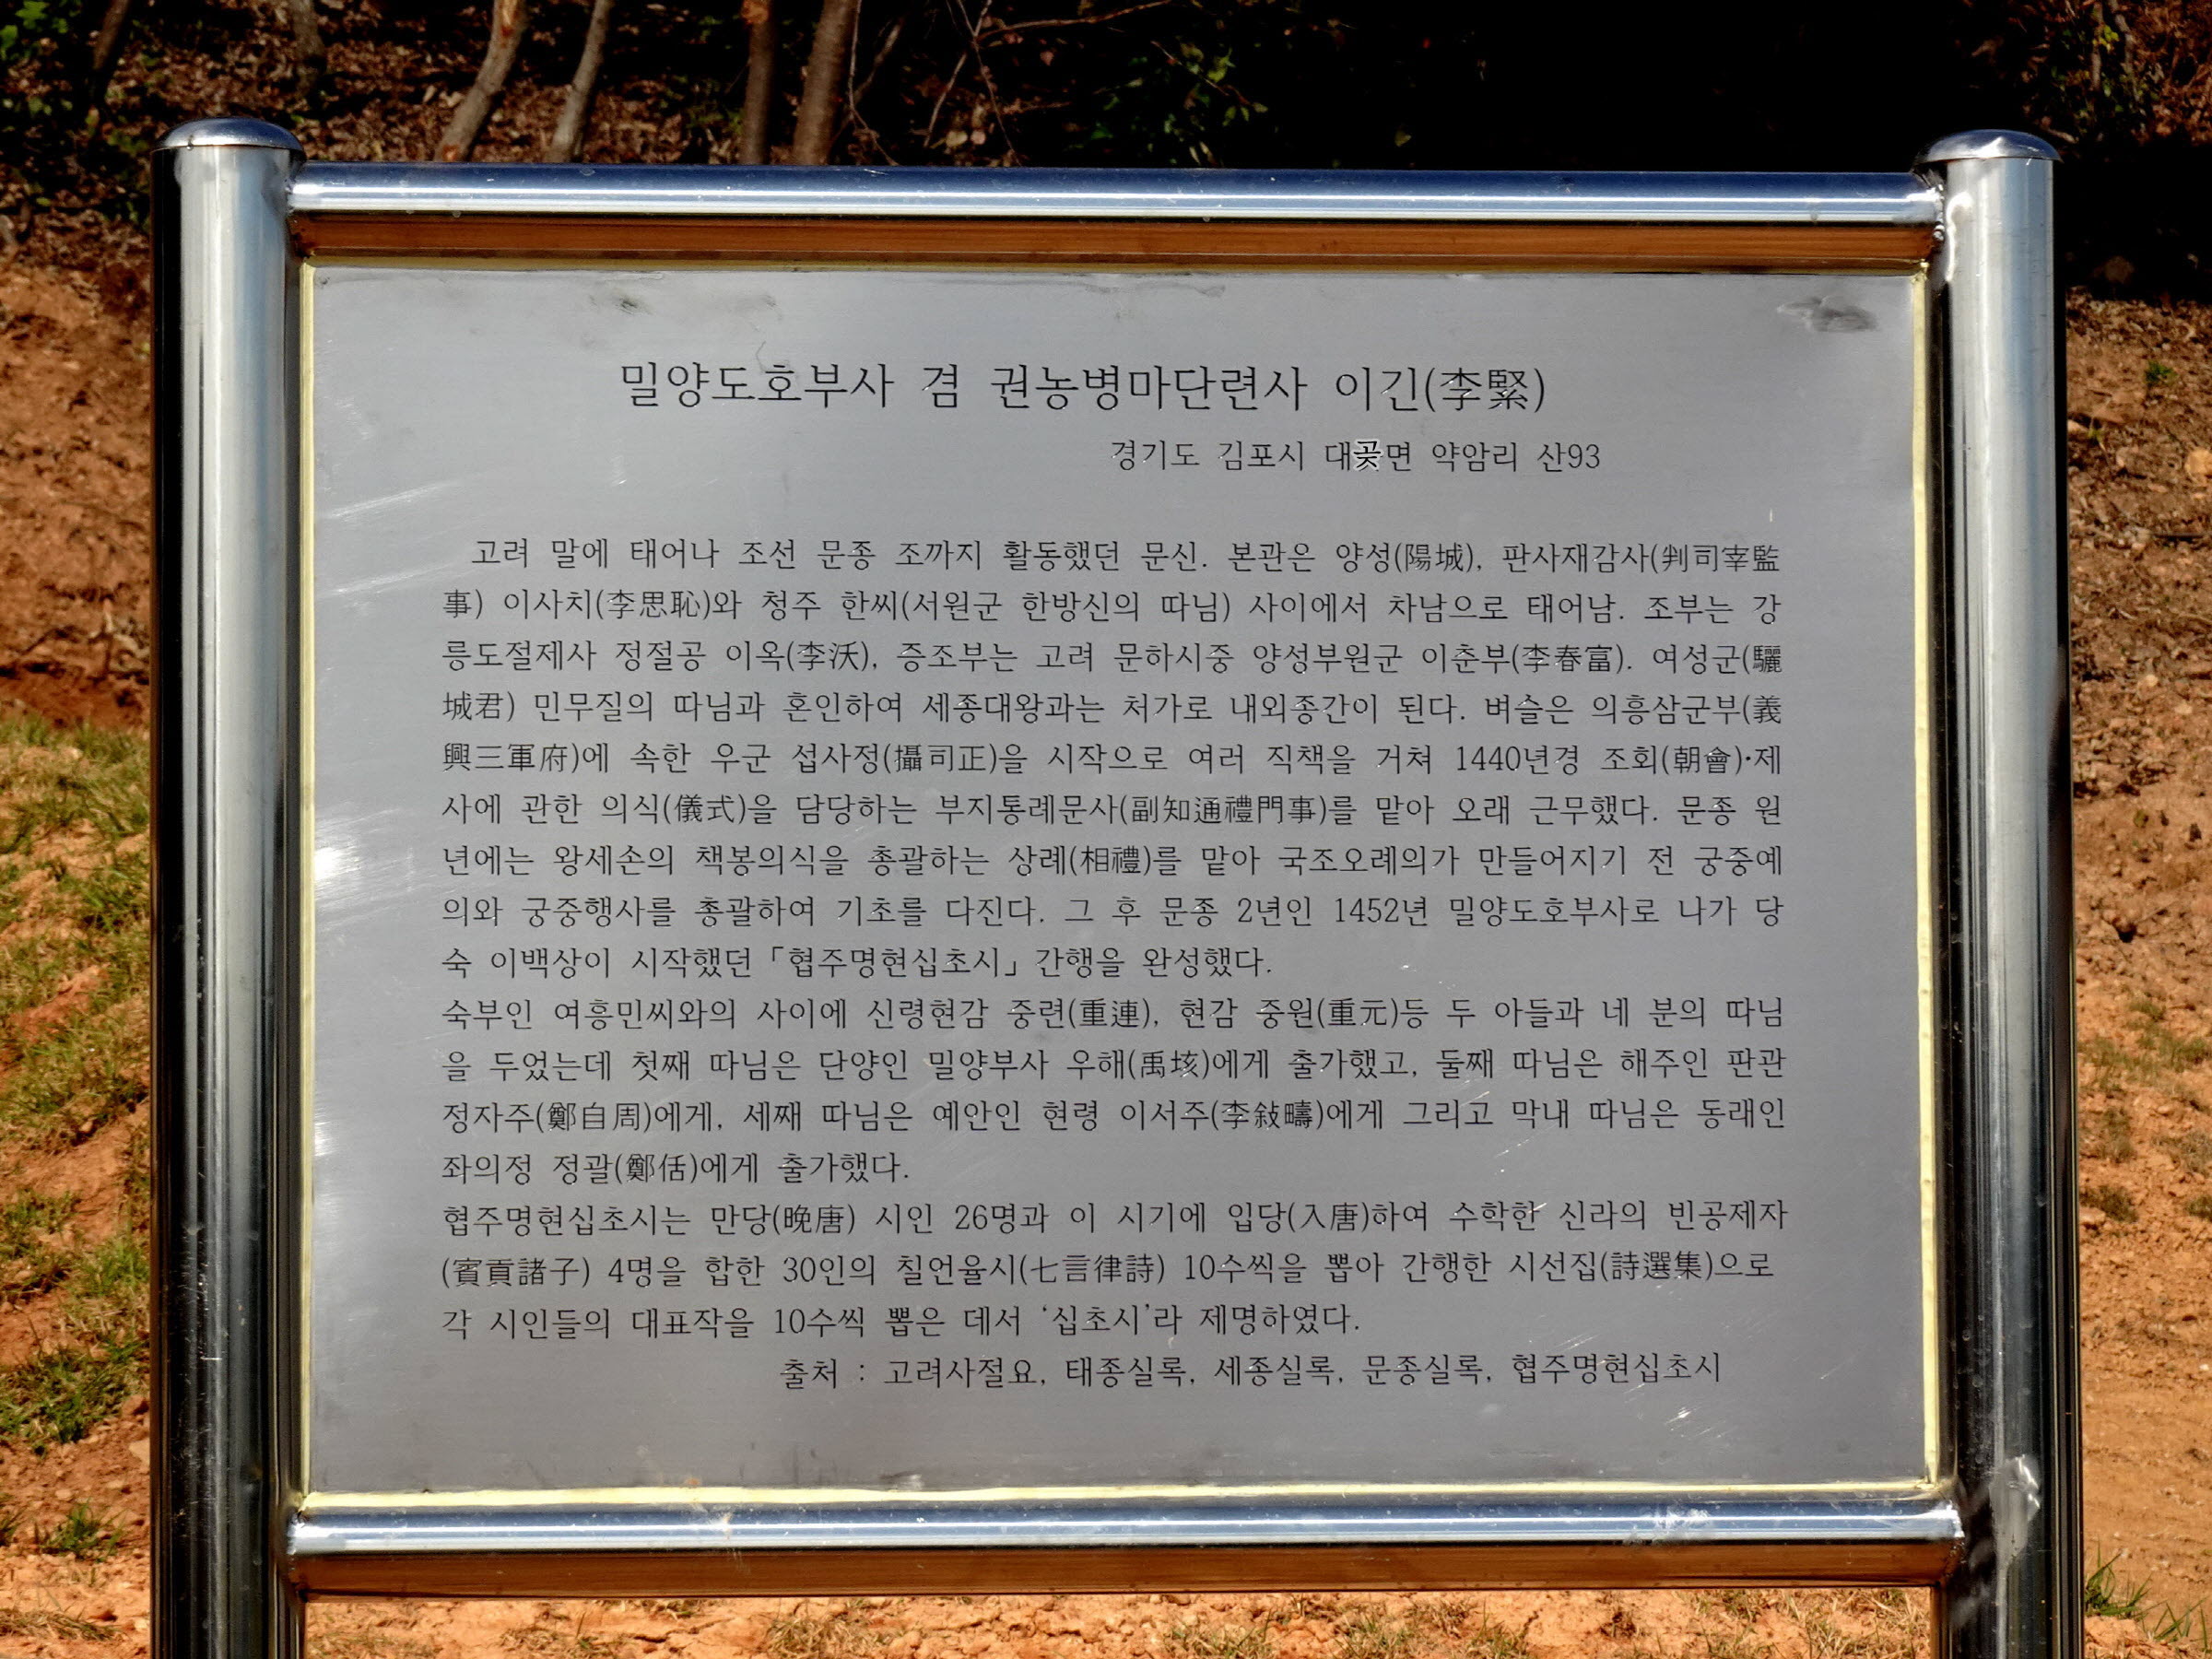 밀양도호부사 겸 권농병마단련사 이긴(李緊)
경기도 김포시 대곶면 약암리 산93
고려 말에 태어나 조선 문종 조까지 활동했던 문신. 본관은 양성(陽城), 판사재감사(判司宰監
事) 이사치(李思恥)와 청주 한씨(서원군 한방신의 따님) 사이에서 차남으로 태어남. 조부는 강
릉도절제사 정절공 이옥(李沃), 증조부는 고려 문하시중 양성부원군 이춘부(李春富). 여성군(驪
城君) 민무질의 따님과 혼인하여 세종대왕과는 처가로 내외종간이 된다. 벼슬은 의흥삼군부(義
興三軍府)에 속한 우군 섭사정(攝司正)을 시작으로 여러 직책을 거쳐 1440년경 조회(朝會)·제
사에 관한 의식(儀式)을 담당하는 부지통례문사(副知通禮門事)를 맡아 오래 근무했다. 문종 원
년에는 왕세손의 책봉의식을 총괄하는 상례(相禮)를 맡아 국조오례의가 만들어지기 전 궁중예
의와 궁중행사를 총괄하여 기초를 다진다. 그 후 문종 2년인 1452년 밀양도호부사로 나가 당
숙 이백상이 시작했던 「협주명현십초시」 간행을 완성했다.
숙부인 여흥민씨와의 사이에 신령현감 중련(重連), 현감 중원(重元)등 두 아들과 네 분의 따님
을 두었는데 첫째 따님은 단양인 밀양부사 우해(禹垓)에게 출가했고, 둘째 따님은 해주인 판관
정자주(鄭自周)에게, 세째 따님은 예안인 현령 이서주(李敍疇)에게 그리고 막내 따님은 동래인
좌의정 정괄(鄭佸)에게 출가했다.
협주명현십초시는 만당(晩唐) 시인 26명과 이 시기에 입당(入唐)하여 수학한 신라의 빈공제자
(賓貢諸子) 4명을 합한 30인의 칠언율시(七言律詩) 10수씩을 뽑아 간행한 시선집(詩選集)으로
각 시인들의 대표작을 10수씩 뽑은 데서 '십초시'라 제명하였다.
출처 : 고려사절요, 태종실록, 세종실록, 문종실록, 협주명현십초시